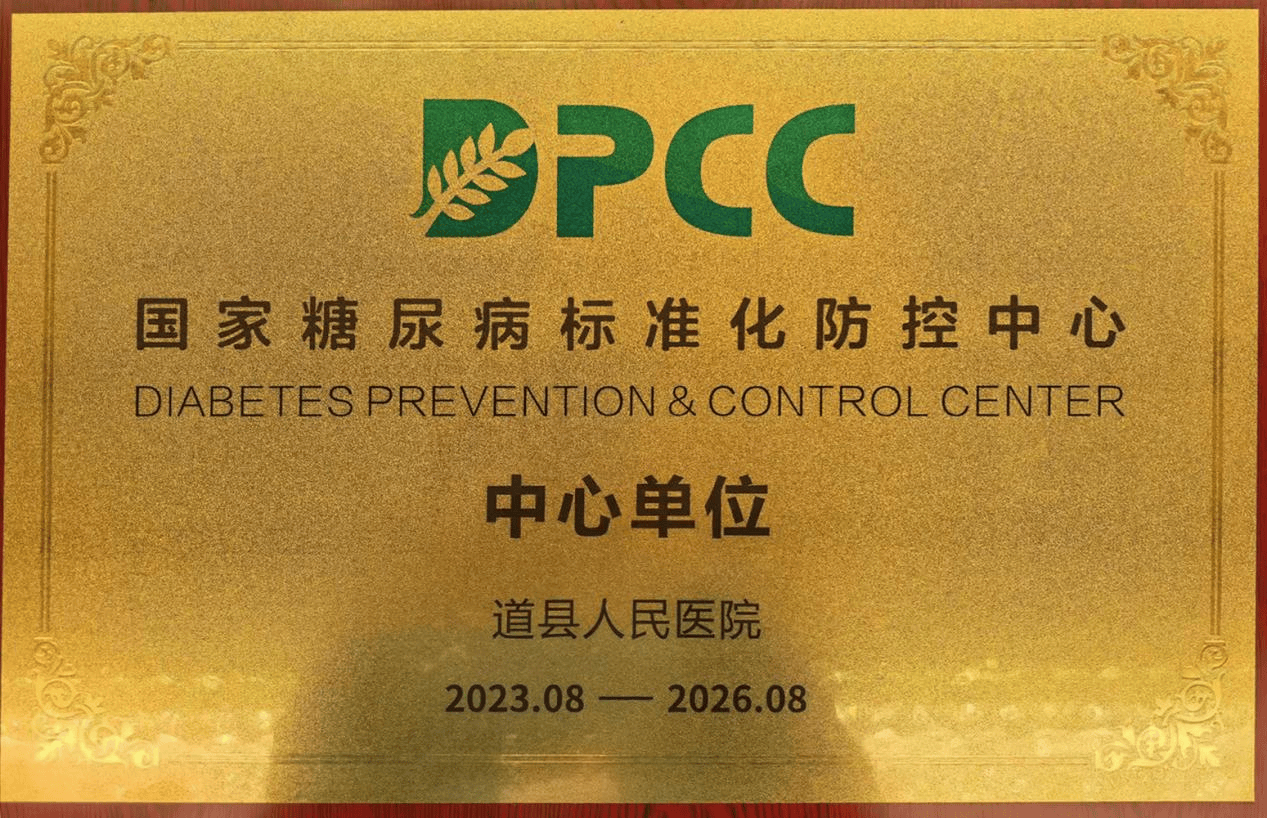 DPCC
国家糖尿病标准化防控中心
DIABETES PREVENTION & CONTROL CENTER
中心单位
道县人民医院
2023.08 — 2026.08